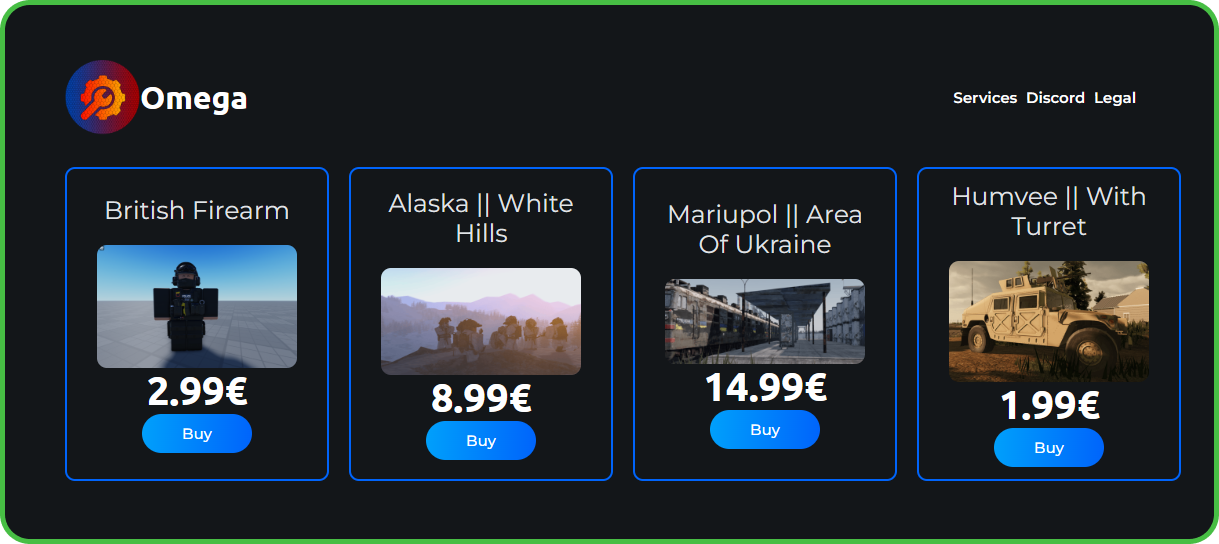 Omega
Services Discord Legal
British Firearm
2.99€
Buy
Alaska || White
Hills
8.99€
Buy
Mariupol || Area
Of Ukraine
14.99€
Buy
Humvee || With
Turret
1.99€
Buy